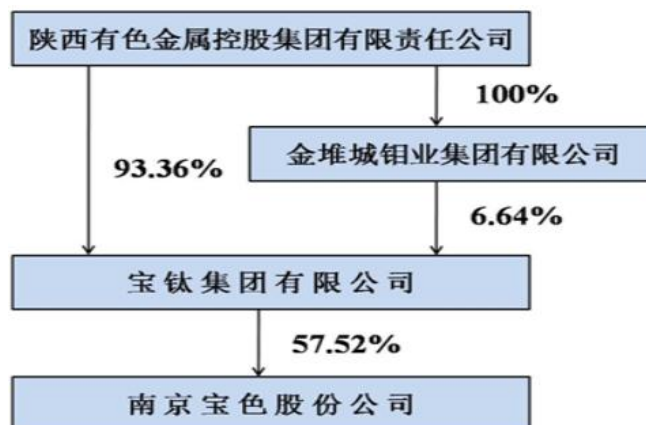 陕西有色金属控股集团有限责任公司
100%
金堆城钼业集团有限公司
93.36%
6.64%
宝钛集团有限公司
57.52%
南京宝色股份公司